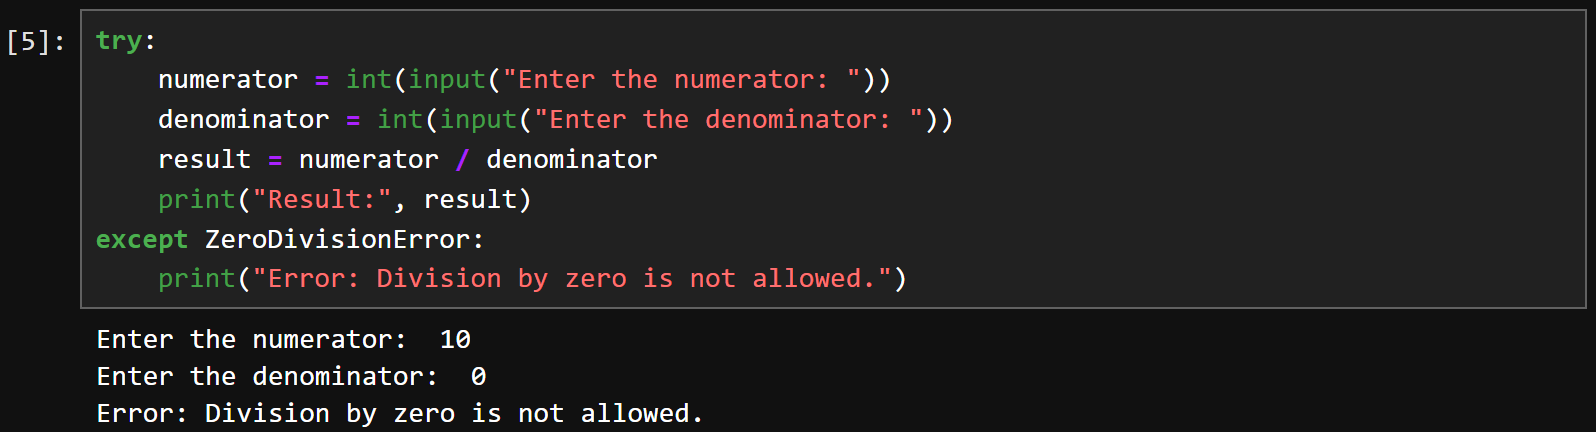 [5]:
try:
    numerator = int(input("Enter the numerator: "))
    denominator = int(input("Enter the denominator: "))
    result = numerator / denominator
    print("Result:", result)
except ZeroDivisionError:
    print("Error: Division by zero is not allowed.")
Enter the numerator:  10
Enter the denominator:  0
Error: Division by zero is not allowed.